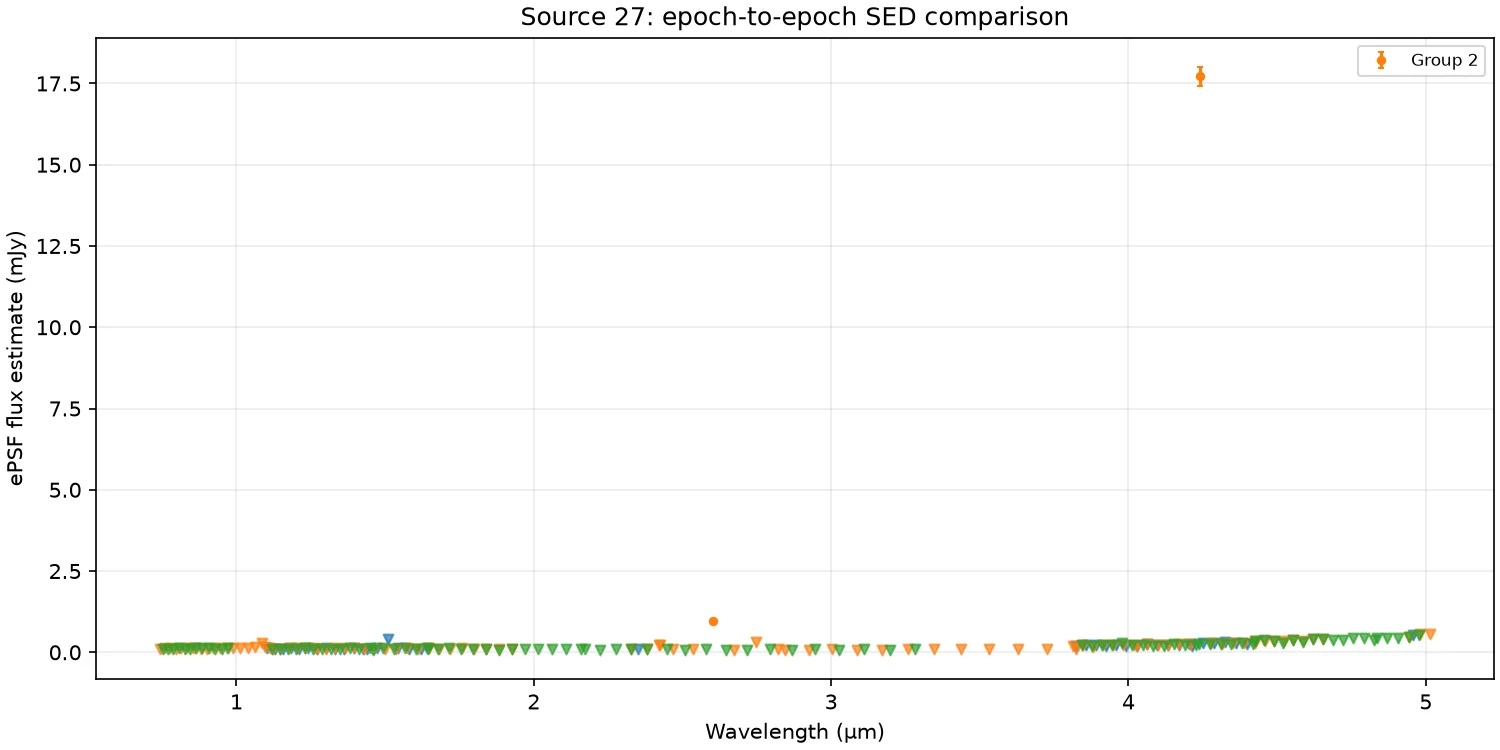 Source 27: epoch-to-epoch SED comparison
Group 2
ePSF flux estimate (mJy)
17.5
15.0
12.5
10.0
7.5
5.0
2.5
0.0
1 2 3 4 5
Wavelength (µm)